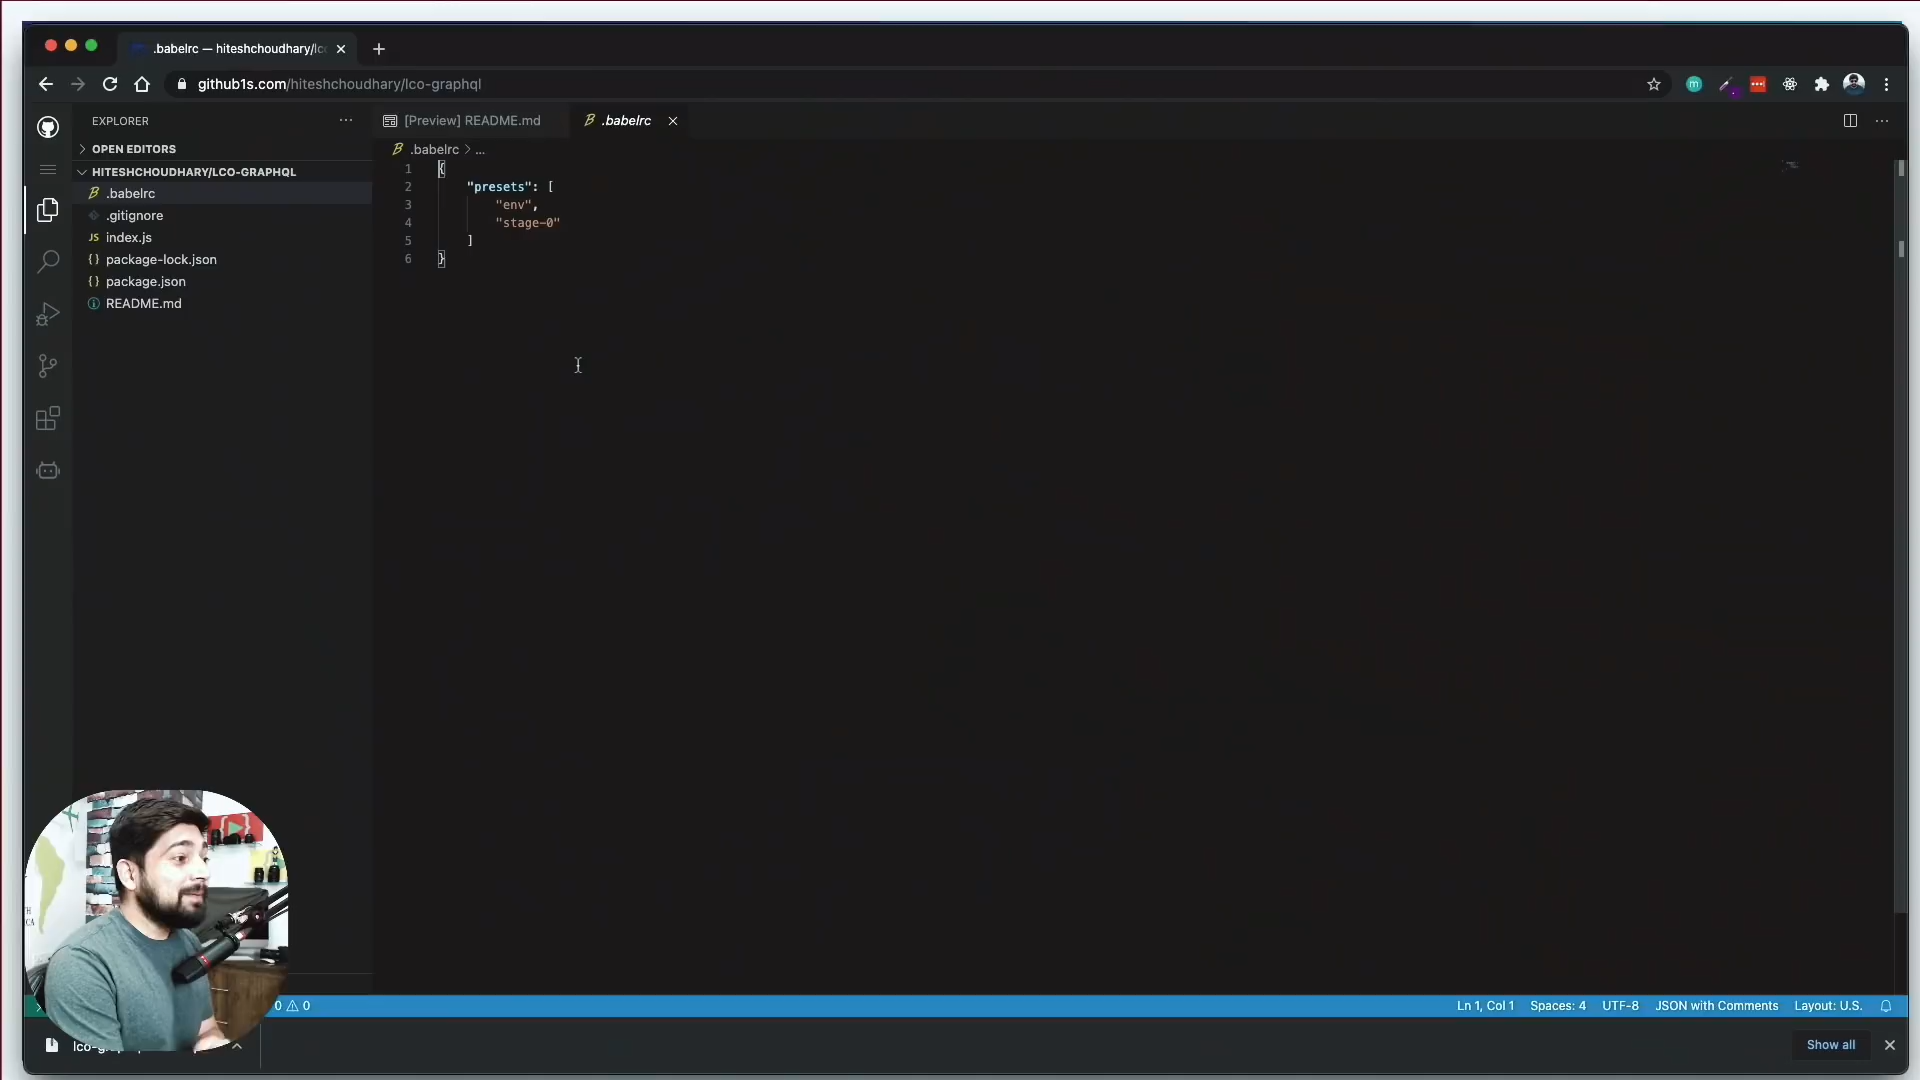 .babelrc — hiteshchoudhary/lc
github1s.com/hiteshchoudhary/lco-graphql
EXPLORER
[Preview] README.md
.babelrc
OPEN EDITORS
.babelrc > ...
HITESHCHOUDHARY/LCO-GRAPHQL
.babelrc
.gitignore
JS index.js
{} package-lock.json
{} package.json
README.md
1 {
2 "presets": [
3 "env",
4 "stage-0"
5 ]
6 }
0 ⚠ 0
Ln 1, Col 1
Spaces: 4
UTF-8
JSON with Comments
Layout: U.S.
Show all